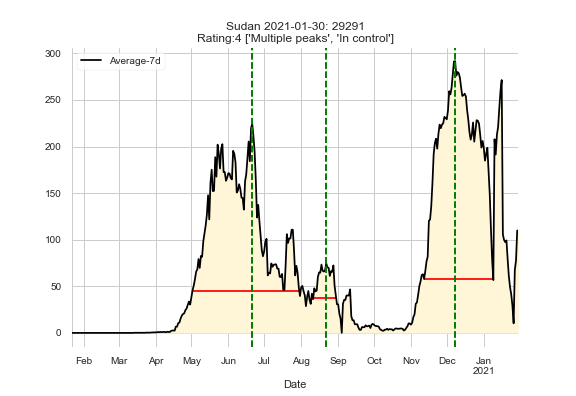 Sudan 2021-01-30: 29291
Rating:4 ['Multiple peaks', 'In control']
Average-7d
300
250
200
150
100
50
0
Feb Mar Apr May Jun Jul Aug Sep Oct Nov Dec Jan
2021
Date